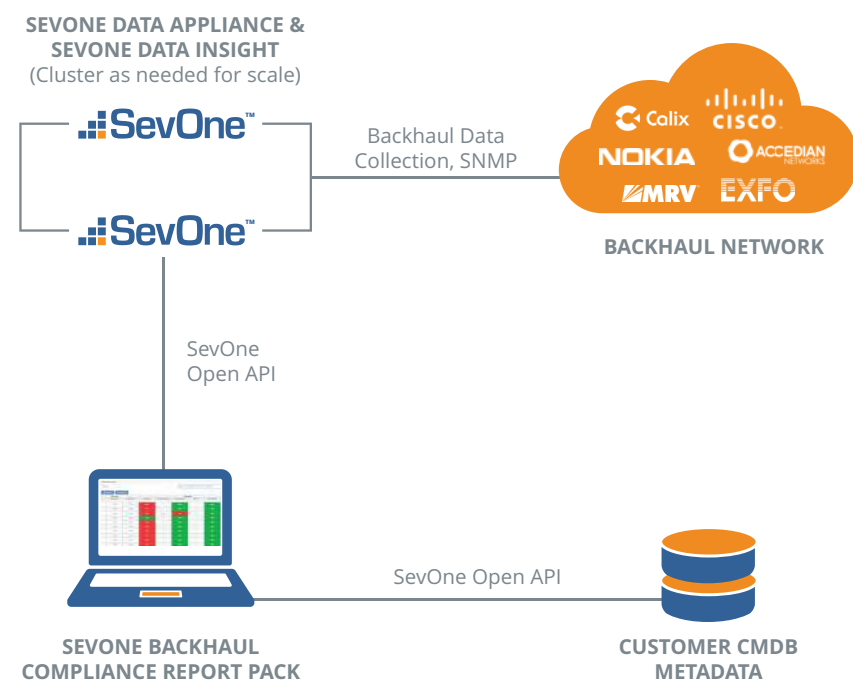 SEVONE DATA APPLIANCE &
SEVONE DATA INSIGHT
(Cluster as needed for scale)
SevOne™
SevOne™
Backhaul Data
Collection, SNMP
Calix
CISCO
NOKIA
ACCEDIAN
NETWORKS
MRV
EXFO
BACKHAUL NETWORK
SevOne
Open API
SevOne Open API
SEVONE BACKHAUL
COMPLIANCE REPORT PACK
CUSTOMER CMDB
METADATA